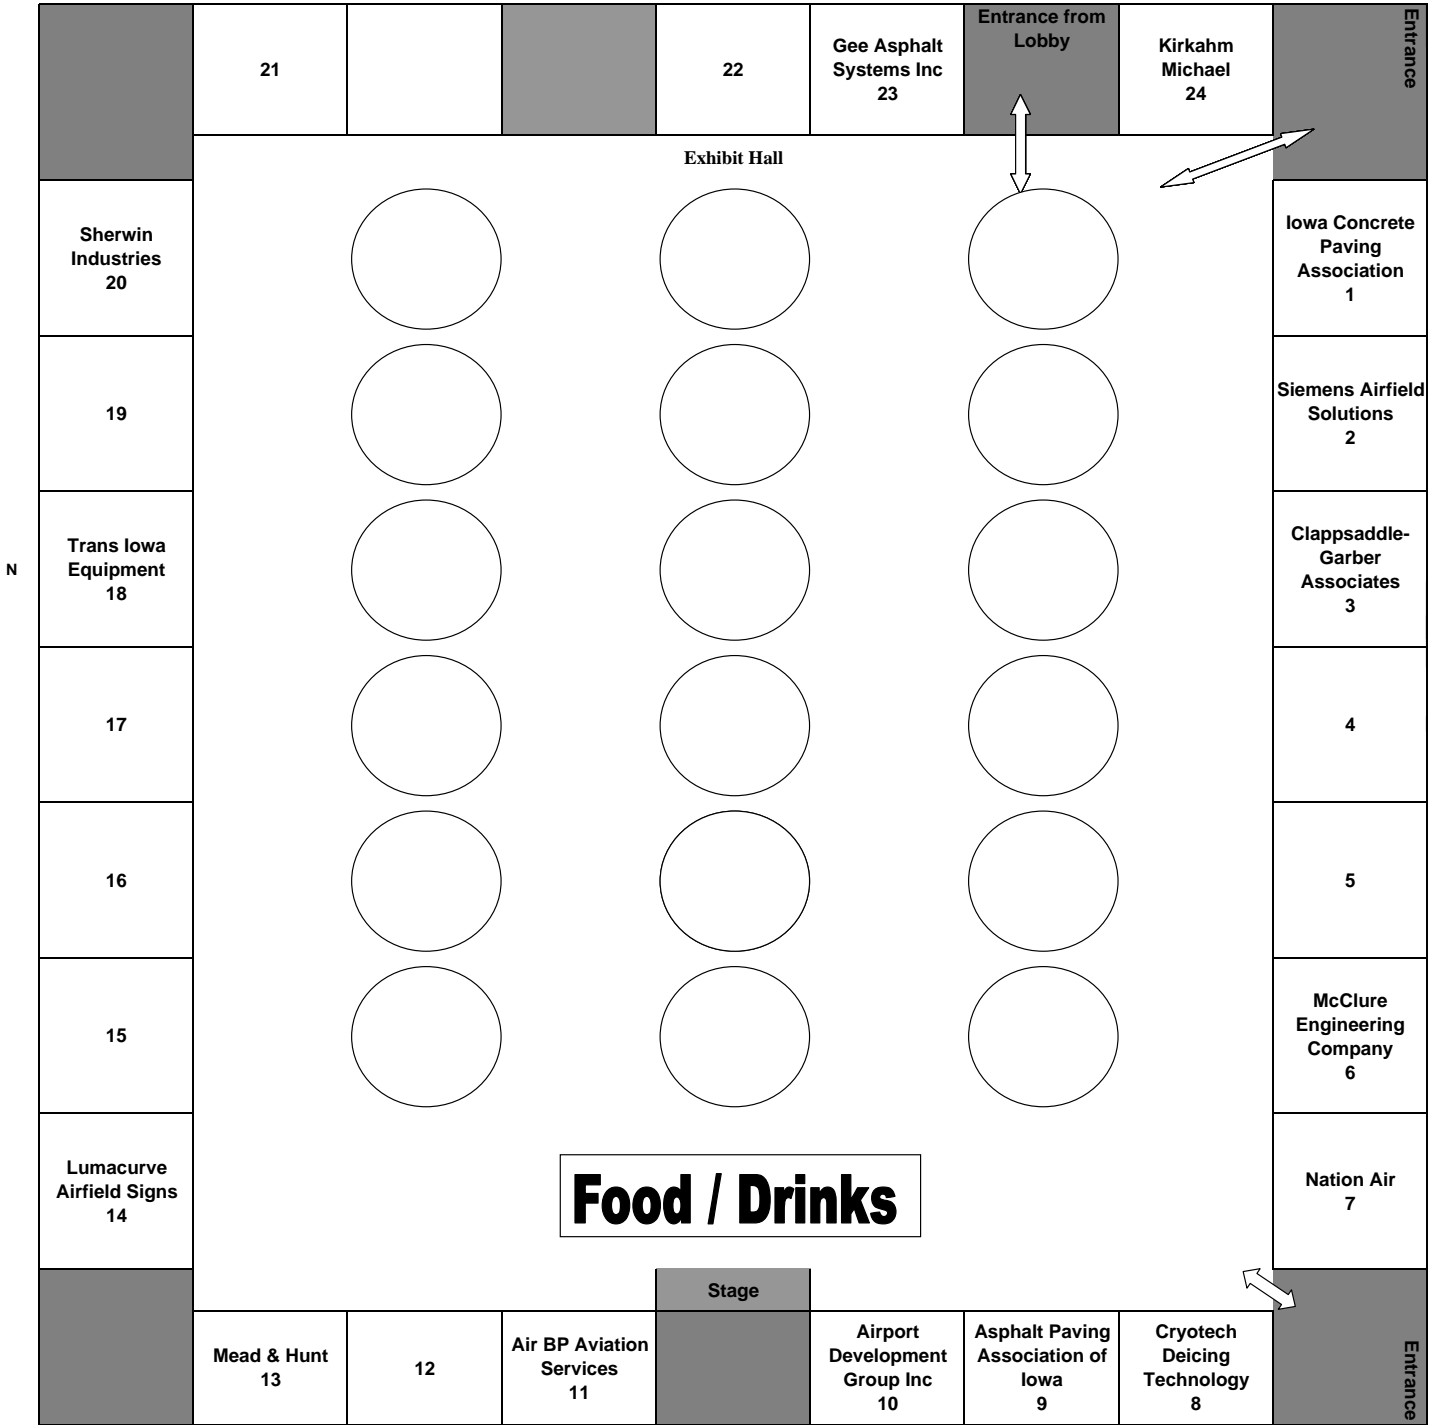 Entrance from
Lobby
Entrance
21
22
Gee Asphalt
Systems Inc
23
Kirkahm
Michael
24
Exhibit Hall
Sherwin
Industries
20
Iowa Concrete
Paving
Association
1
19
Siemens Airfield
Solutions
2
N
Trans Iowa
Equipment
18
Clappsaddle-
Garber
Associates
3
17
4
16
5
15
McClure
Engineering
Company
6
Lumacurve
Airfield Signs
14
Food / Drinks
Nation Air
7
Stage
Mead & Hunt
13
12
Air BP Aviation
Services
11
Airport
Development
Group Inc
10
Asphalt Paving
Association of
Iowa
9
Cryotech
Deicing
Technology
8
Entrance